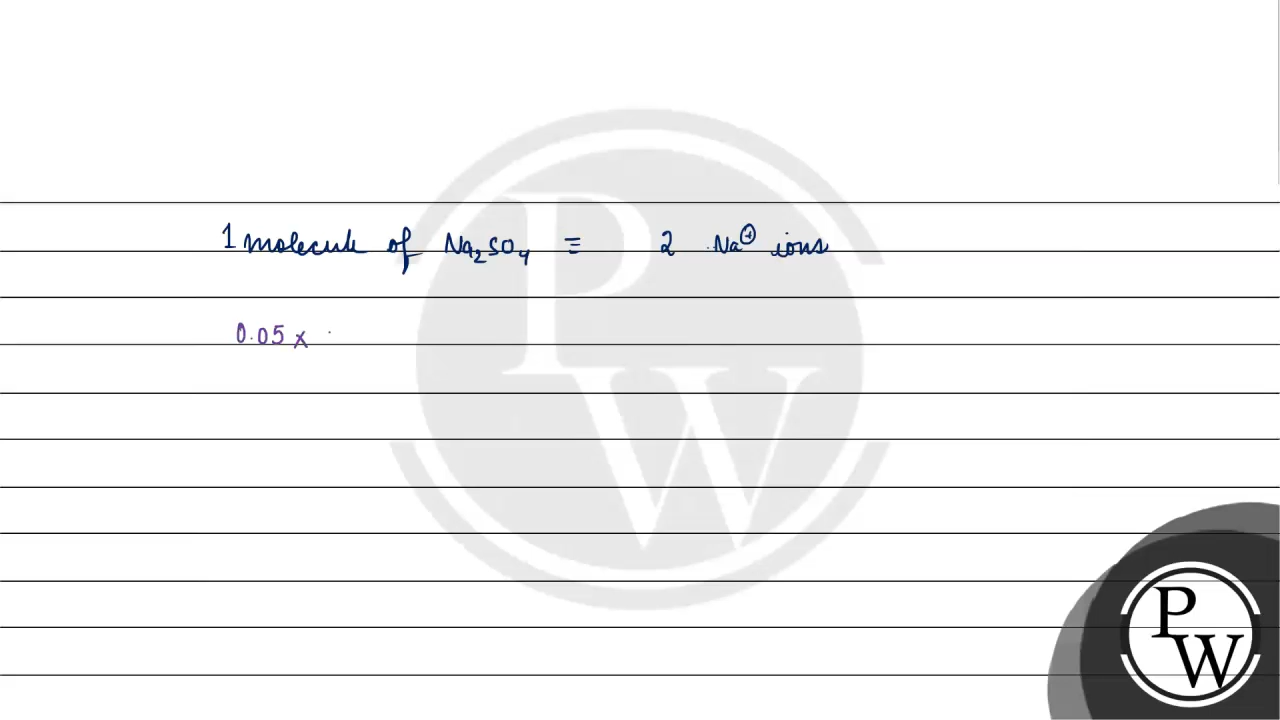 1 molecule of Na₂SO₄ ≡ 2 Na⊕ ions
0.05 x
P
W
P
W